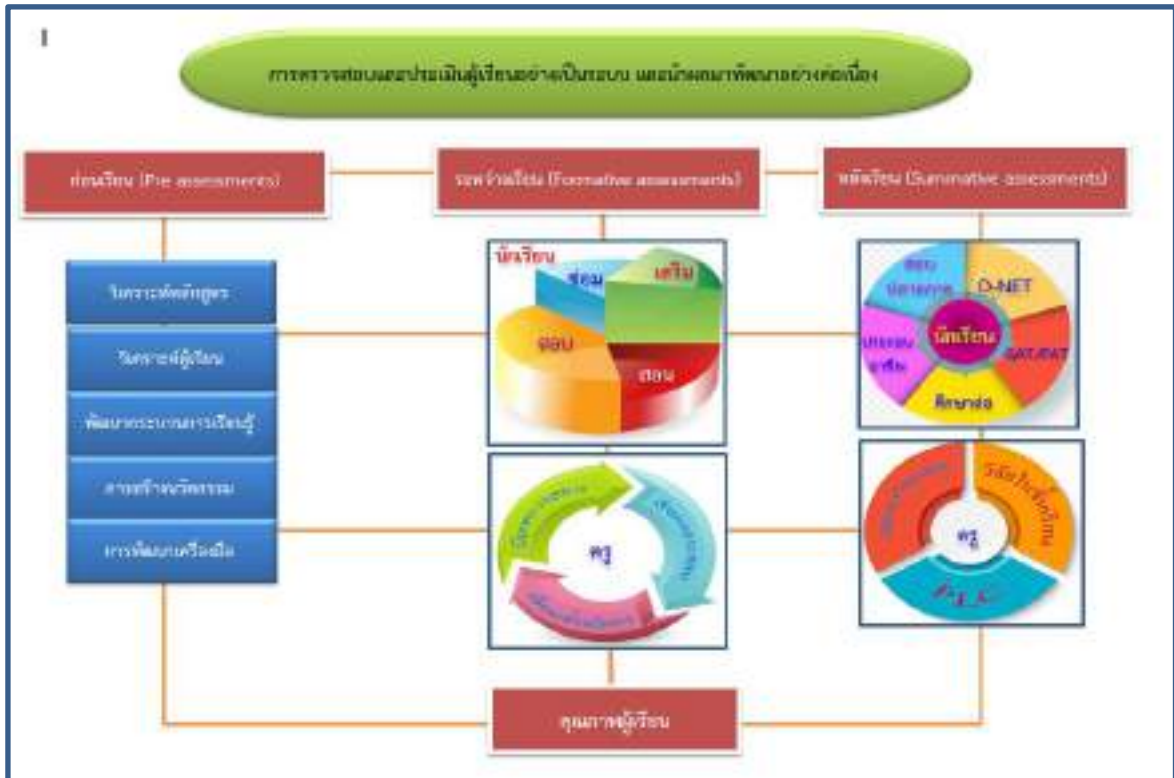 การตรวจสอบและประเมินผู้เรียนอย่างเป็นระบบ และนำผลมาพัฒนาอย่างต่อเนื่อง
ก่อนเรียน (Pre assessments)
ระหว่างเรียน (Formative assessments)
หลังเรียน (Summative assessments)
วิเคราะห์หลักสูตร
วิเคราะห์ผู้เรียน
พัฒนากระบวนการเรียนรู้
การสร้างนวัตกรรม
การพัฒนาเครื่องมือ
นักเรียน
ซ่อม
เสริม
สอบ
สอน
ครู
สอบ
ปลายภาค
O-NET
GAT/PAT
ศึกษาต่อ
ประกอบ
อาชีพ
นักเรียน
วิจัยในชั้นเรียน
PLC
ครู
คุณภาพผู้เรียน